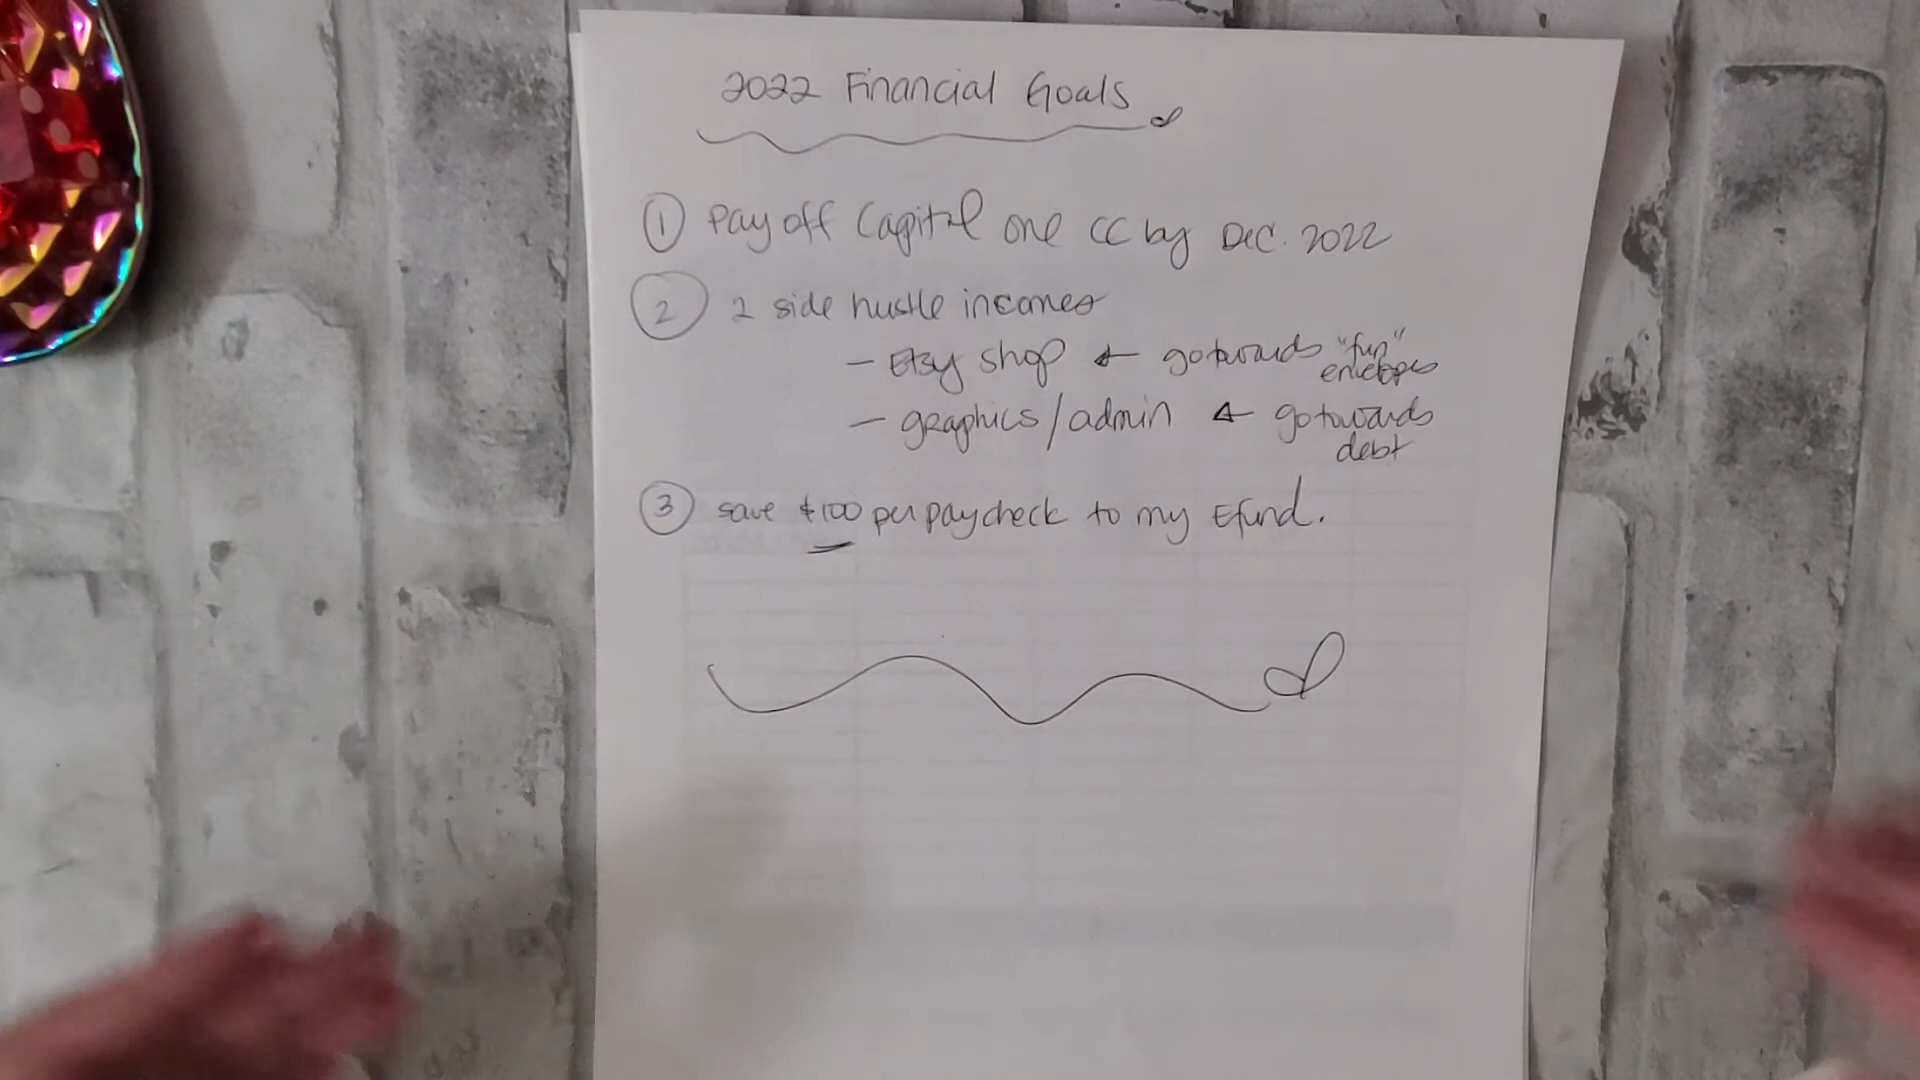 2022 Financial Goals
① Pay off Capital one CC by Dec. 2022
② 2 side hustle incomes
- Etsy shop ← go towards "fun"
envelopes
- graphics/admin ← go towards
debt
③ save $100 per paycheck to my Efund.